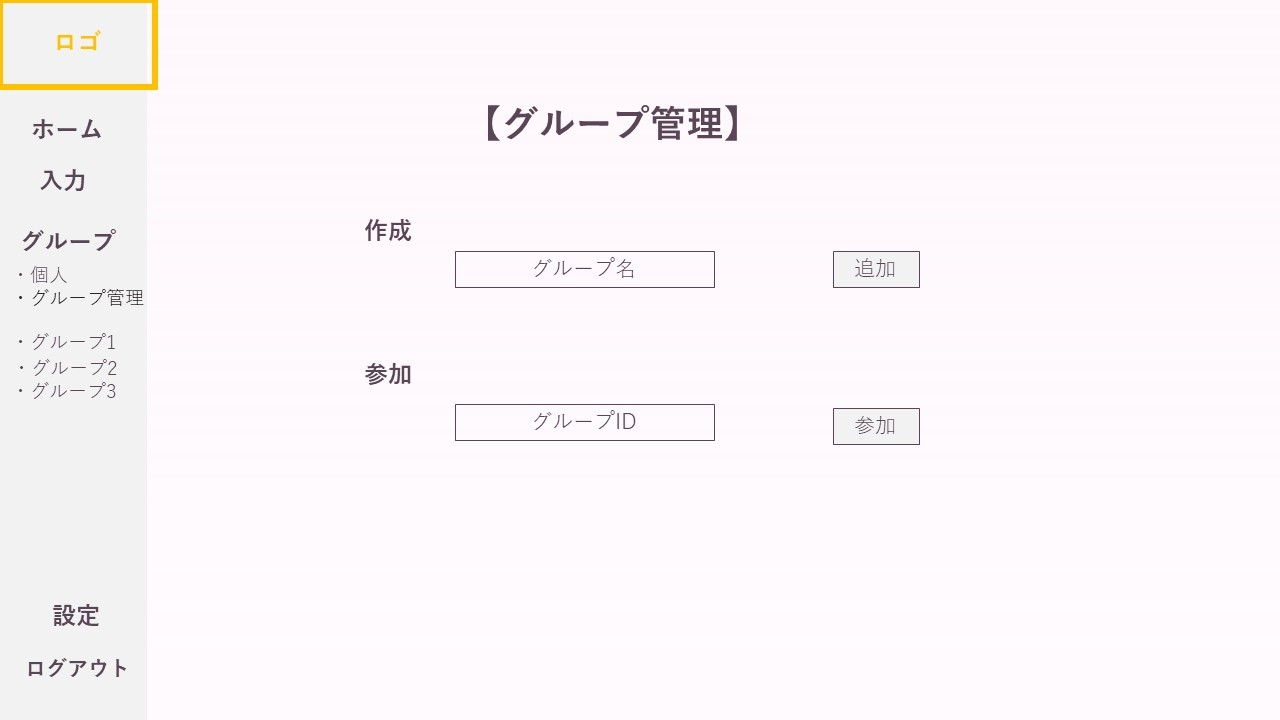 ロゴ
ホーム
入力
グループ
・個人
・グループ管理
・グループ1
・グループ2
・グループ3
設定
ログアウト
【グループ管理】
作成
グループ名
追加
参加
グループID
参加